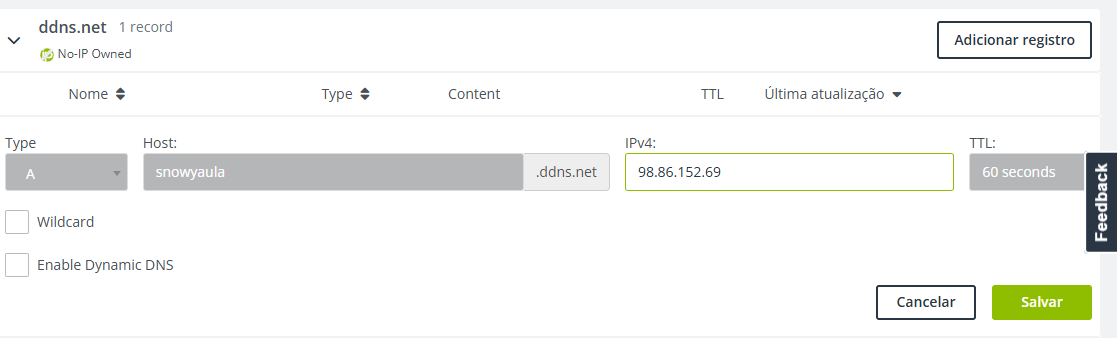 ddns.net 1 record
No-IP Owned
Adicionar registro
Nome Type Content TTL Última atualização
Type Host: IPv4: TTL:
A snowyaula .ddns.net 98.86.152.69 60 seconds
Feedback
Wildcard
Enable Dynamic DNS
Cancelar Salvar